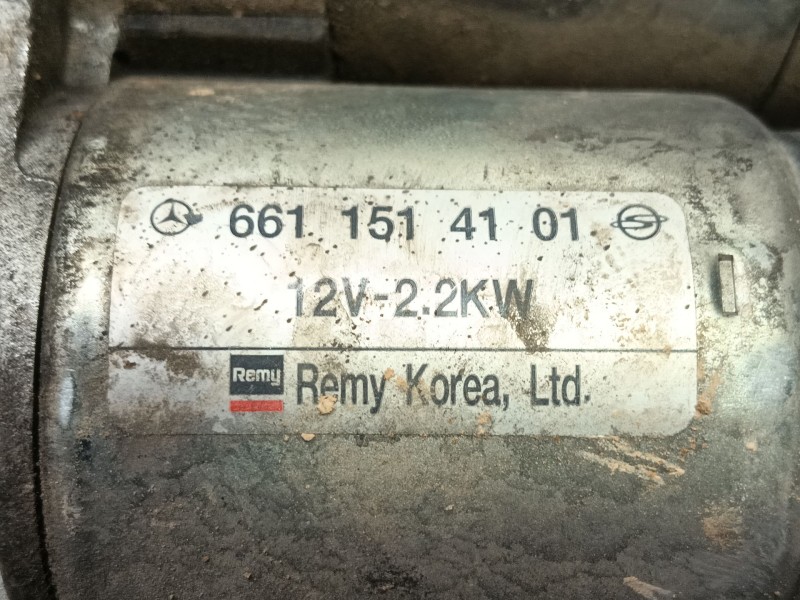 661 151 41 01
12V-2.2KW
Remy Remy Korea, Ltd.